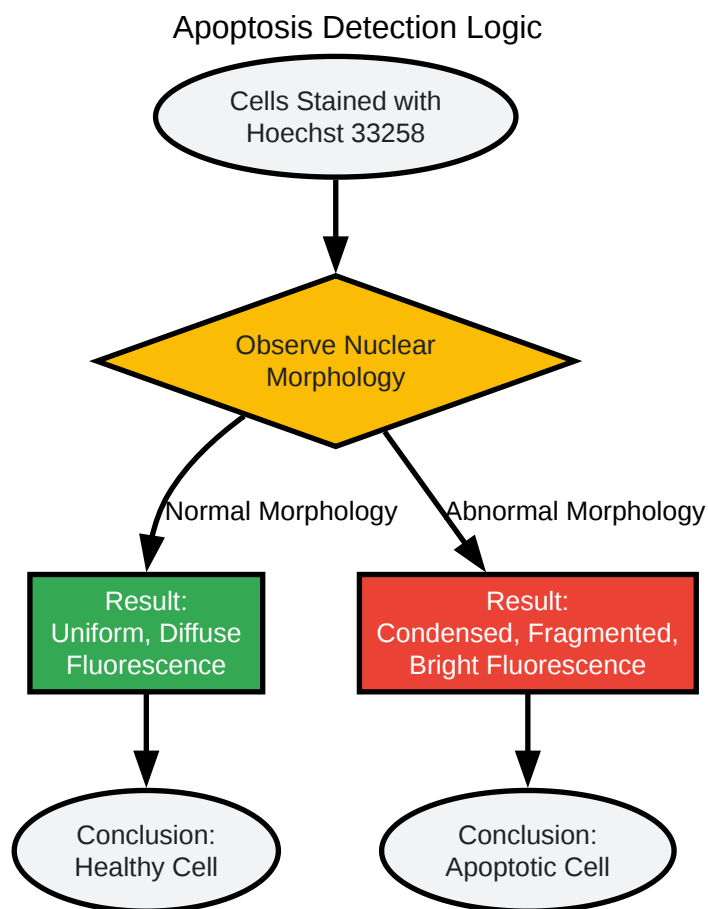 Apoptosis Detection Logic
Cells Stained with
Hoechst 33258
Observe Nuclear
Morphology
Normal Morphology
Abnormal Morphology
Result:
Uniform, Diffuse
Fluorescence
Result:
Condensed, Fragmented,
Bright Fluorescence
Conclusion:
Healthy Cell
Conclusion:
Apoptotic Cell